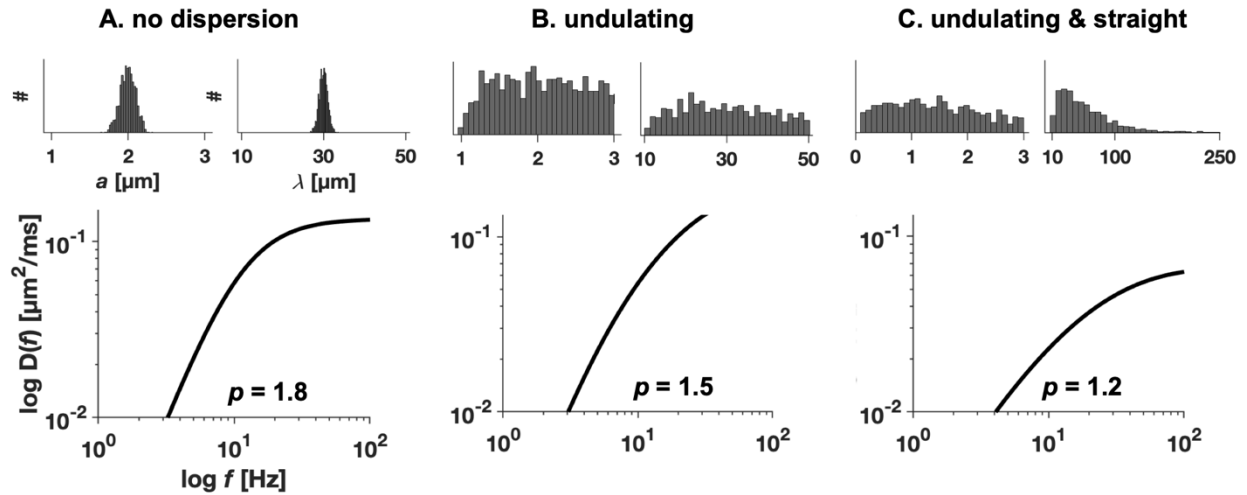 A. no dispersion
B. undulating
C. undulating & straight
#
#
1 2 3
10 30 50
1 2 3
10 30 50
0 1 2 3
10 100 250
a [μm]
λ [μm]
log D(f) [μm²/ms]
10⁻¹
10⁻²
p = 1.8
10⁰ 10¹ 10²
log f [Hz]
10⁻¹
10⁻²
p = 1.5
10⁰ 10¹ 10²
10⁻¹
10⁻²
p = 1.2
10⁰ 10¹ 10²